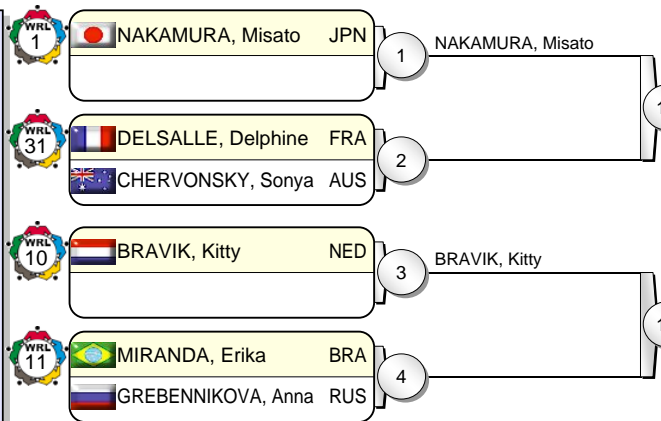 WRL
1
NAKAMURA, Misato JPN
1
NAKAMURA, Misato
WRL
31
DELSALLE, Delphine FRA
CHERVONSKY, Sonya AUS
2
WRL
10
BRAVIK, Kitty NED
3
BRAVIK, Kitty
WRL
11
MIRANDA, Erika BRA
GREBENNIKOVA, Anna RUS
4